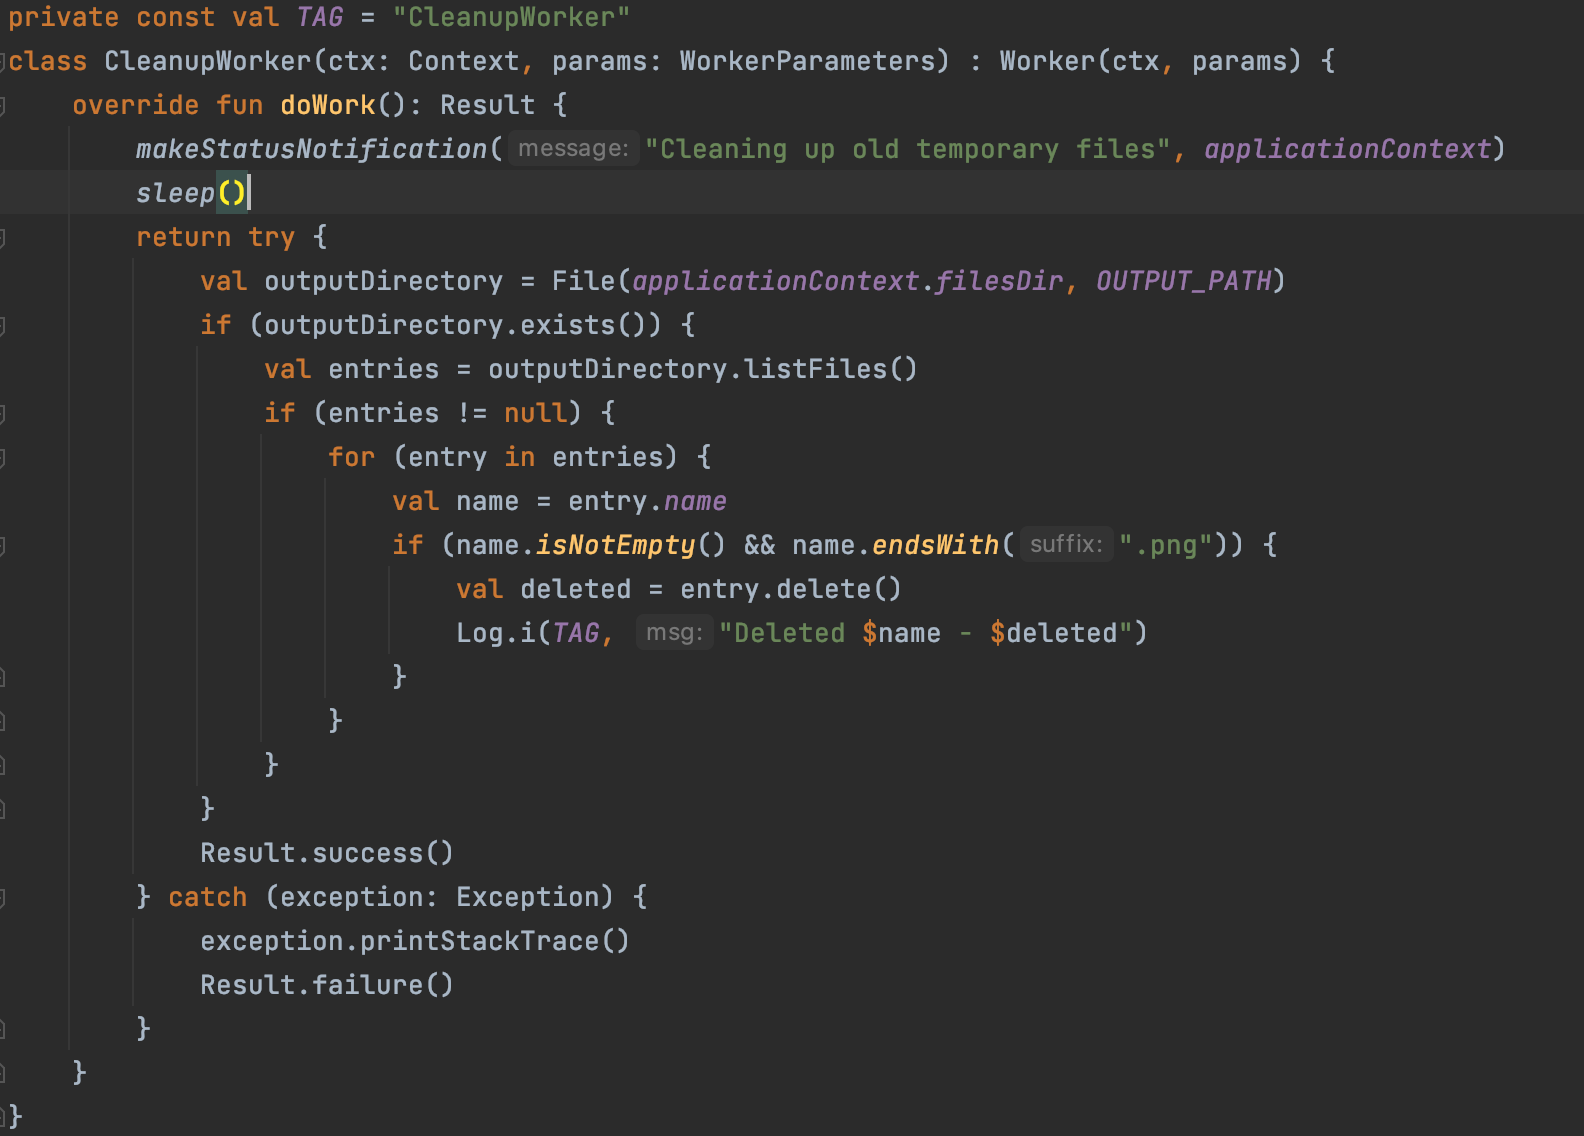 private const val TAG = "CleanupWorker"
class CleanupWorker(ctx: Context, params: WorkerParameters) : Worker(ctx, params) {
    override fun doWork(): Result {
        makeStatusNotification( message: "Cleaning up old temporary files", applicationContext)
        sleep()
        return try {
            val outputDirectory = File(applicationContext.filesDir, OUTPUT_PATH)
            if (outputDirectory.exists()) {
                val entries = outputDirectory.listFiles()
                if (entries != null) {
                    for (entry in entries) {
                        val name = entry.name
                        if (name.isNotEmpty() && name.endsWith( suffix: ".png")) {
                            val deleted = entry.delete()
                            Log.i(TAG, msg: "Deleted $name - $deleted")
                        }
                    }
                }
            }
            Result.success()
        } catch (exception: Exception) {
            exception.printStackTrace()
            Result.failure()
        }
    }
}